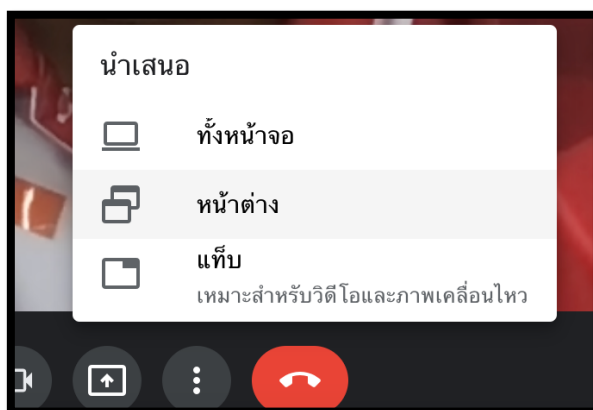 นำเสนอ
ทั้งหน้าจอ
หน้าต่าง
แท็บ
เหมาะสำหรับวิดีโอและภาพเคลื่อนไหว